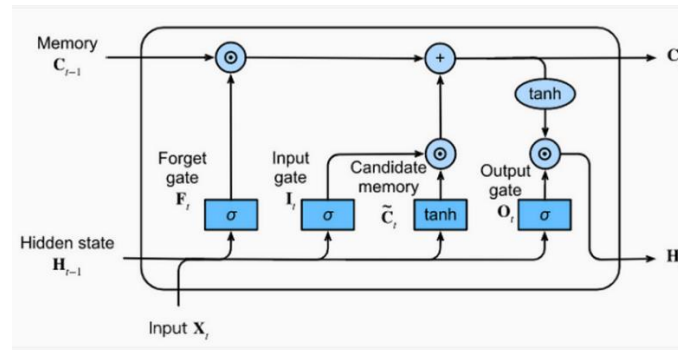 Memory
C_{t-1}
⊙
+
C
tanh
Forget
gate
F_t
Input
gate
I_t
Candidate
memory
C̃_t
⊙
Output
gate
O_t
⊙
σ
σ
tanh
σ
Hidden state
H_{t-1}
H
Input X_t